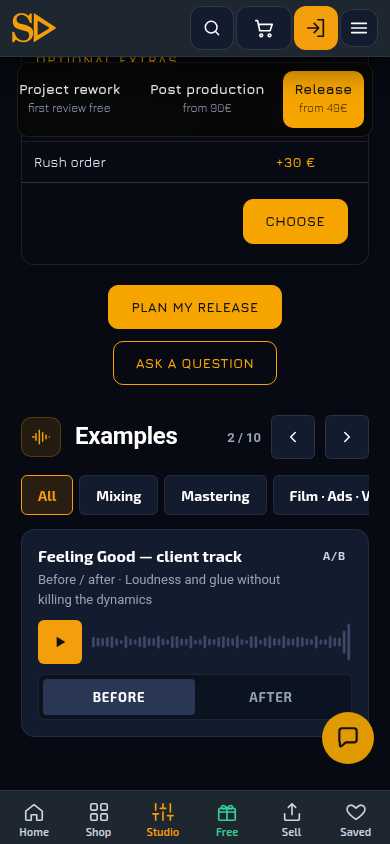 OPTIONAL EXTRAS
Project rework
first review free
Post production
from 90€
Release
from 49€
Rush order
+30 €
CHOOSE
PLAN MY RELEASE
ASK A QUESTION
Examples
2 / 10
All
Mixing
Mastering
Film · Ads · V
Feeling Good — client track
A/B
Before / after · Loudness and glue without
killing the dynamics
BEFORE
AFTER
Home
Shop
Studio
Free
Sell
Saved